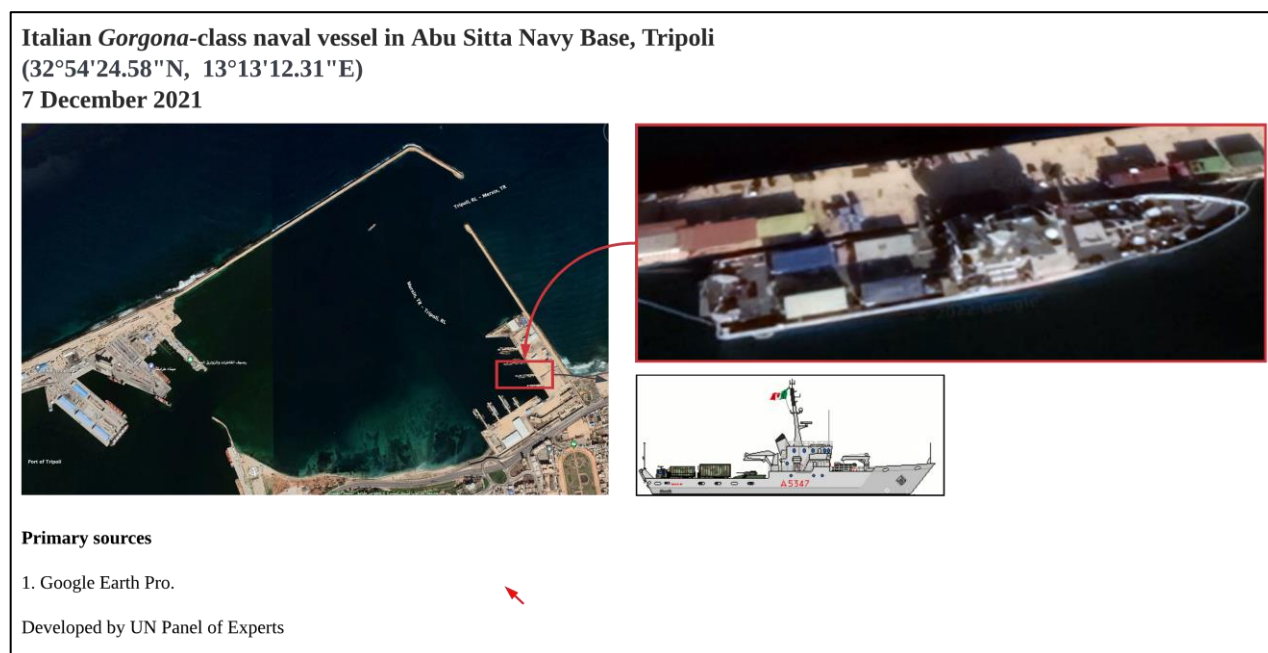 Italian Gorgona-class naval vessel in Abu Sitta Navy Base, Tripoli
(32°54'24.58"N, 13°13'12.31"E)
7 December 2021
Tripoli, RL - Mersin, TR
Mersin, TR - Tripoli, RL
Port of Tripoli
A5347
Primary sources
1. Google Earth Pro.
Developed by UN Panel of Experts